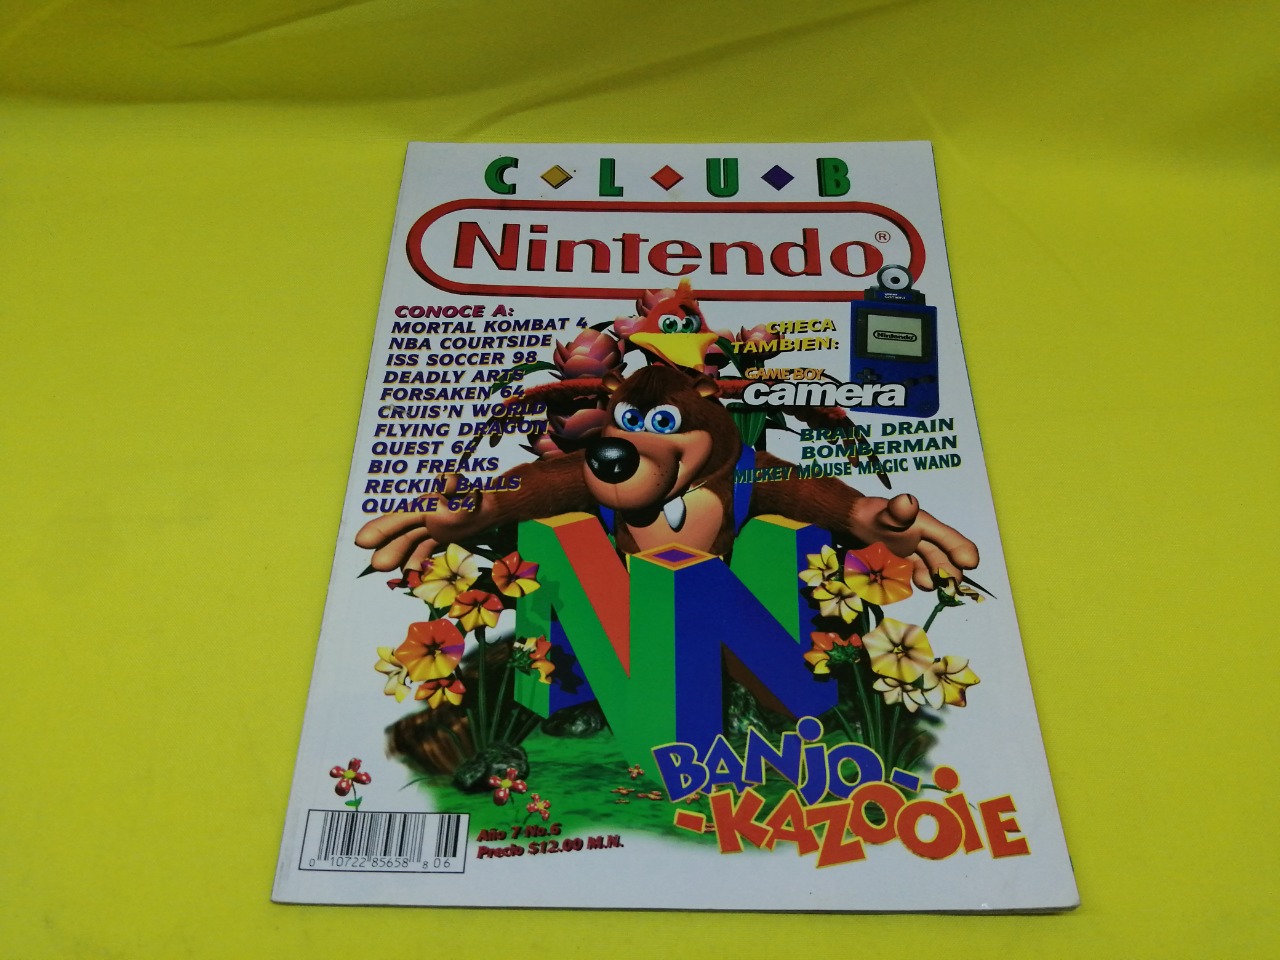 CLUB
Nintendo®
CONOCE A:
MORTAL KOMBAT 4
NBA COURTSIDE
ISS SOCCER 98
DEADLY ARTS
FORSAKEN 64
CRUIS'N WORLD
FLYING DRAGON
QUEST 64
BIO FREAKS
RECKIN BALLS
QUAKE 64
CHECA
TAMBIEN:
Nintendo
GAME BOY
camera
BRAIN DRAIN
BOMBERMAN
MICKEY MOUSE MAGIC WAND
BANJO-
-KAZOOIE
Año 7 No.6
Precio $12.00 M.N.
0 10722 85658 8 06